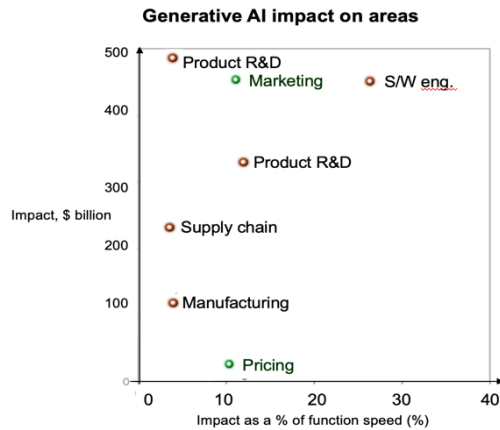 Generative AI impact on areas
500
Product R&D
Marketing
S/W eng.
400
Product R&D
300
Impact, $ billion
Supply chain
200
100
Manufacturing
Pricing
0
0 10 20 30 40
Impact as a % of function speed (%)